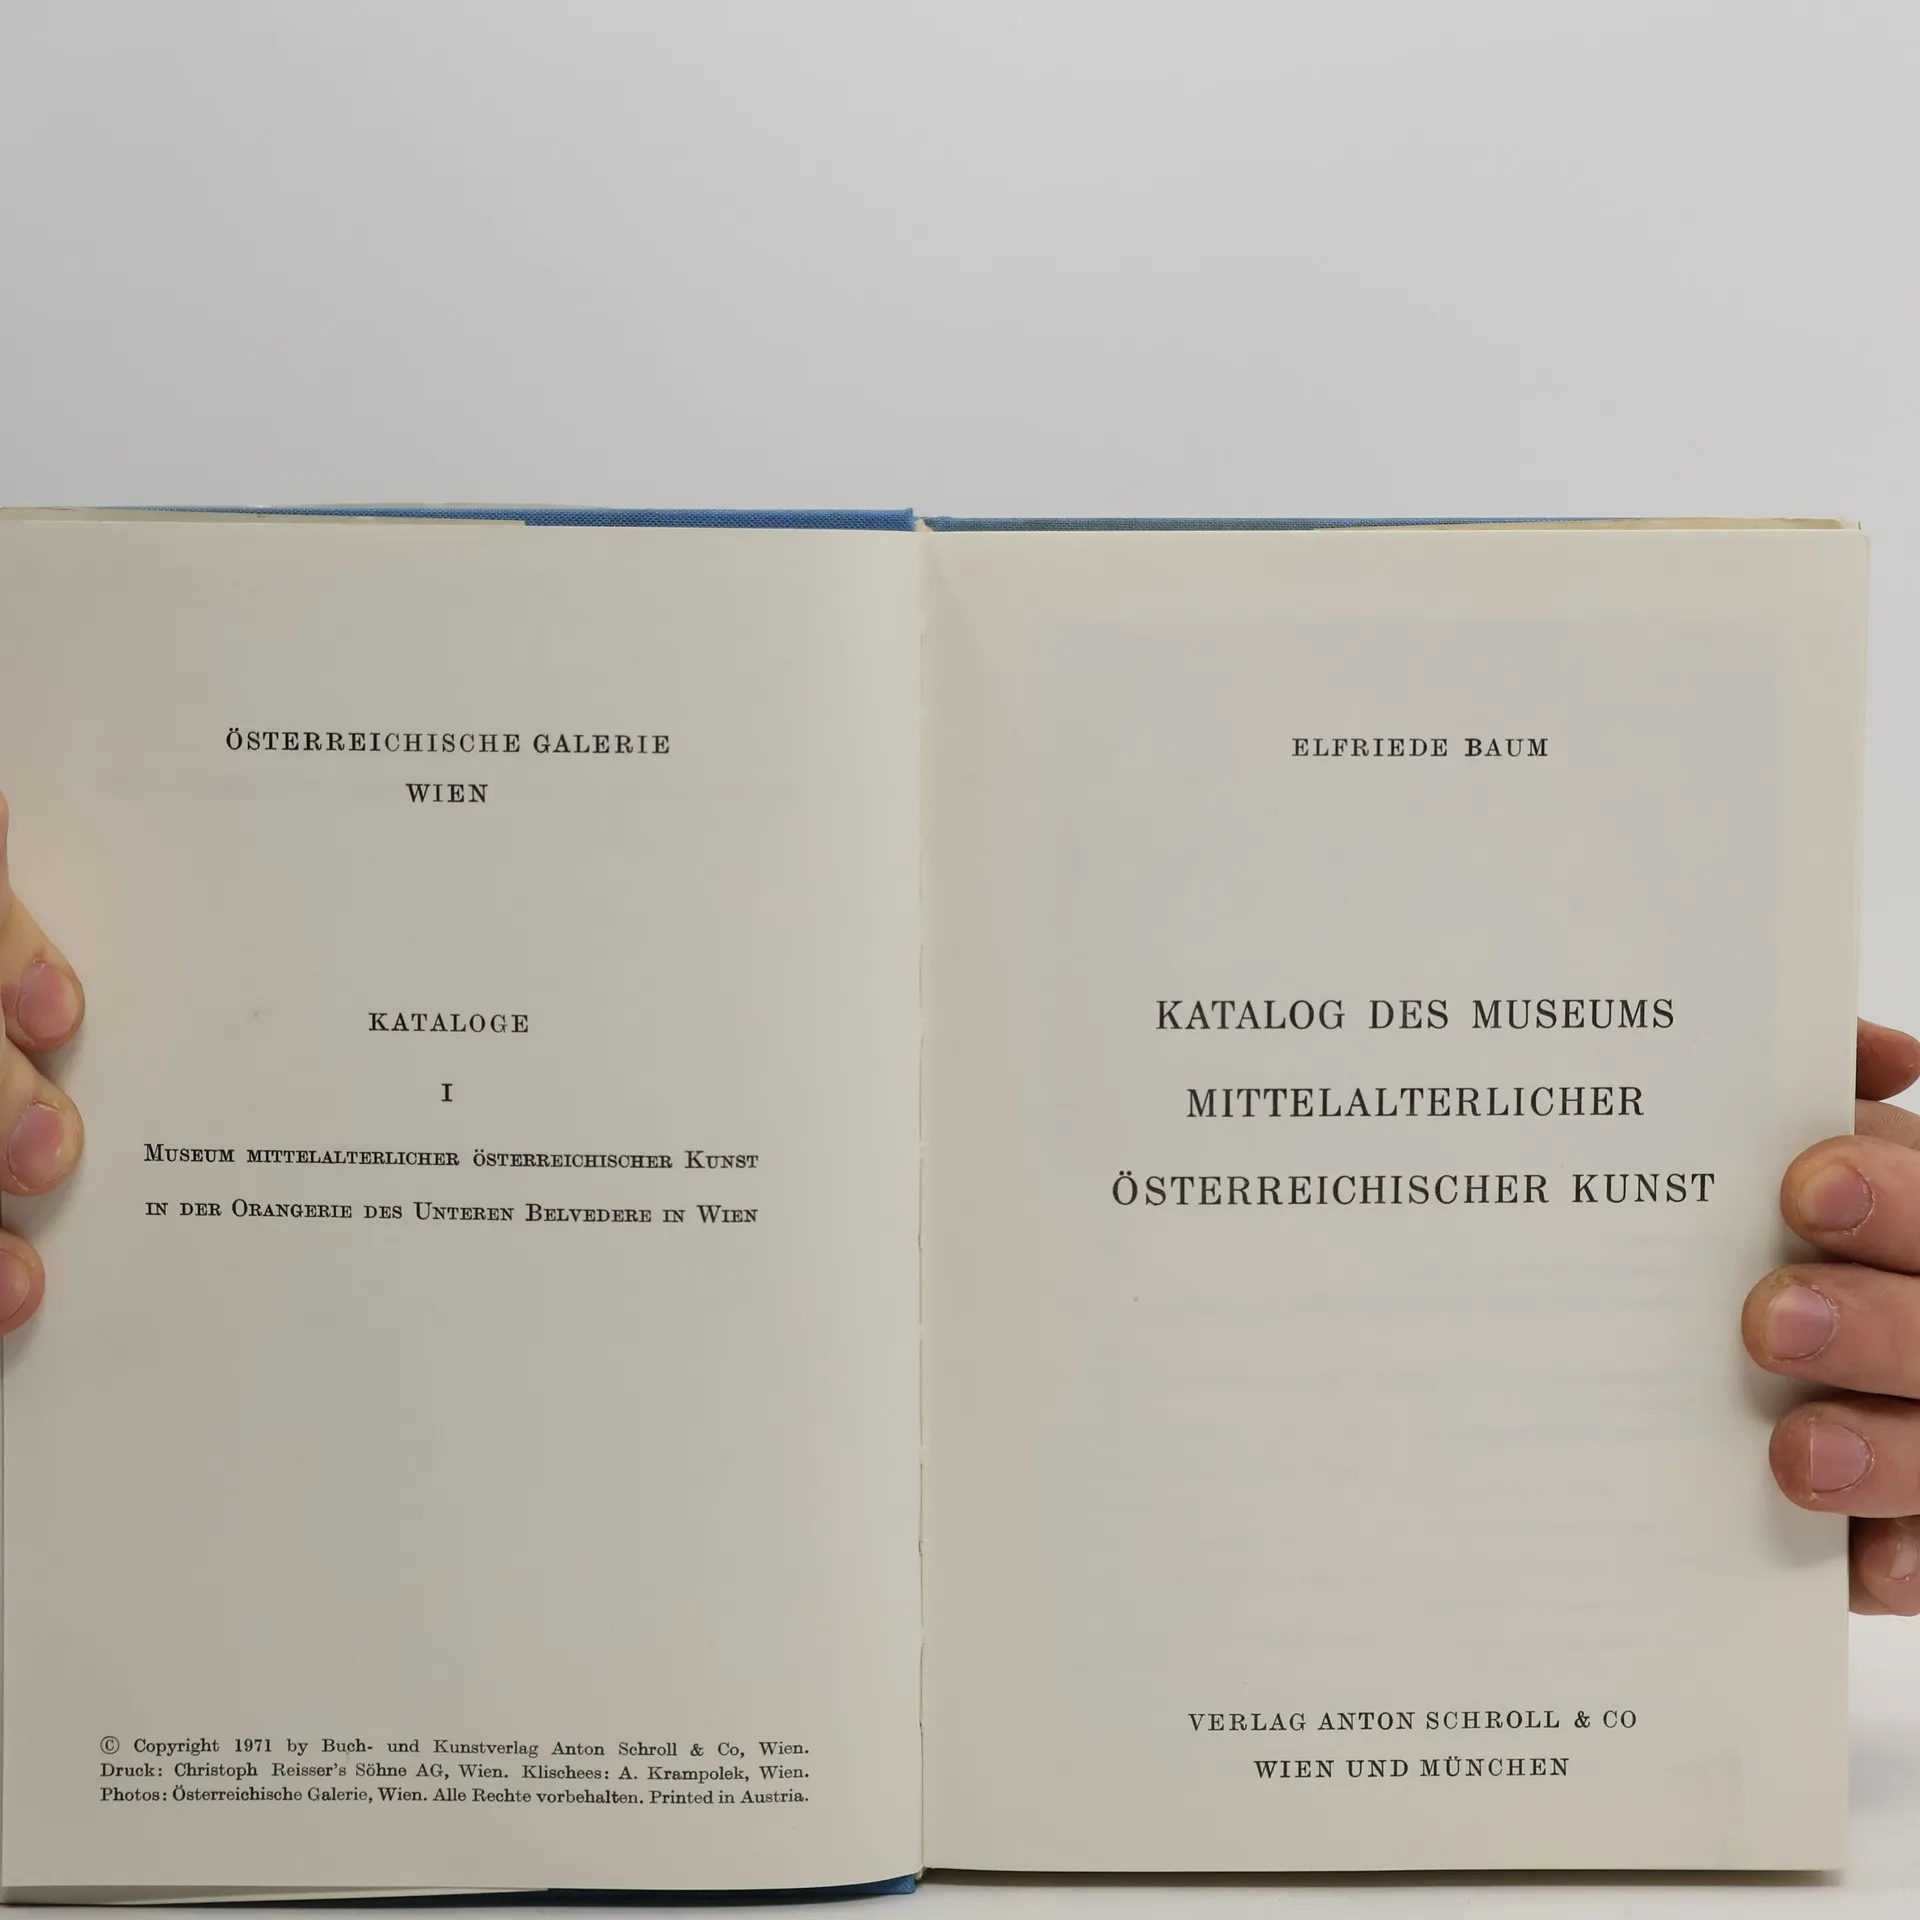 ÖSTERREICHISCHE GALERIE
WIEN
KATALOGE
I
MUSEUM MITTELALTERLICHER ÖSTERREICHISCHER KUNST
IN DER ORANGERIE DES UNTEREN BELVEDERE IN WIEN
© Copyright 1971 by Buch- und Kunstverlag Anton Schroll & Co, Wien.
Druck: Christoph Reisser's Söhne AG, Wien. Klischees: A. Krampolek, Wien.
Photos: Österreichische Galerie, Wien. Alle Rechte vorbehalten. Printed in Austria.
ELFRIEDE BAUM
KATALOG DES MUSEUMS
MITTELALTERLICHER
ÖSTERREICHISCHER KUNST
VERLAG ANTON SCHROLL & CO
WIEN UND MÜNCHEN